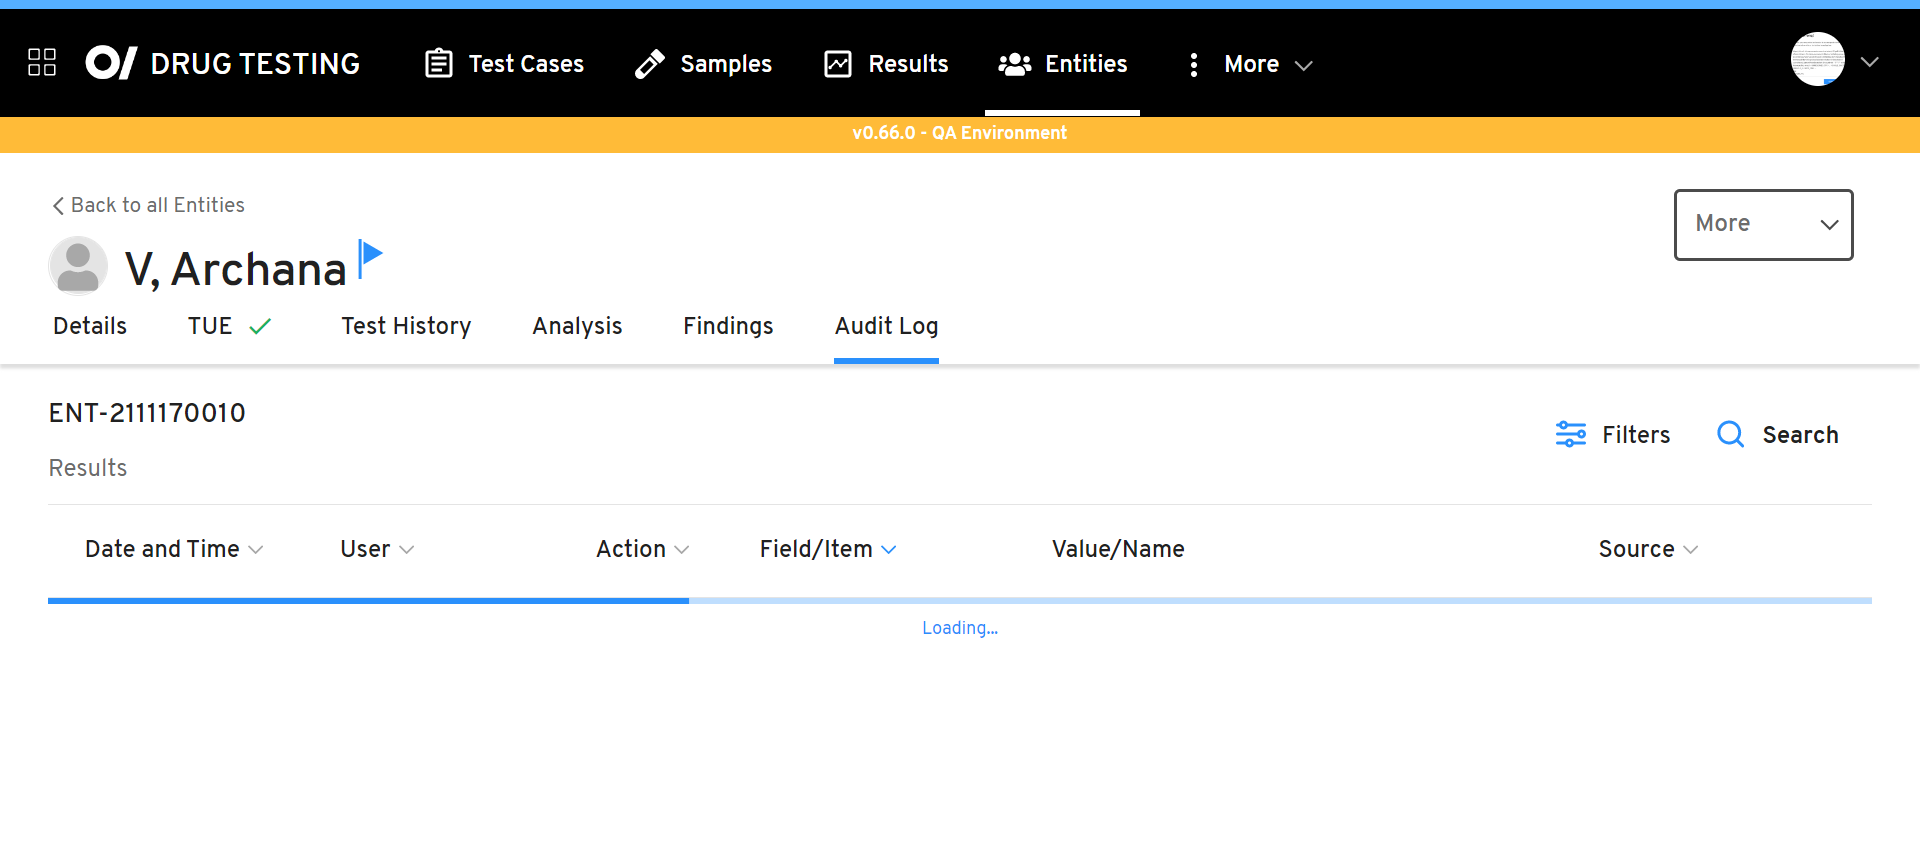 DRUG TESTING
Test Cases
Samples
Results
Entities
More
v0.66.0 - QA Environment
Back to all Entities
More
V, Archana
Details
TUE
Test History
Analysis
Findings
Audit Log
ENT-2111170010
Filters
Search
Results
Date and Time
User
Action
Field/Item
Value/Name
Source
Loading...